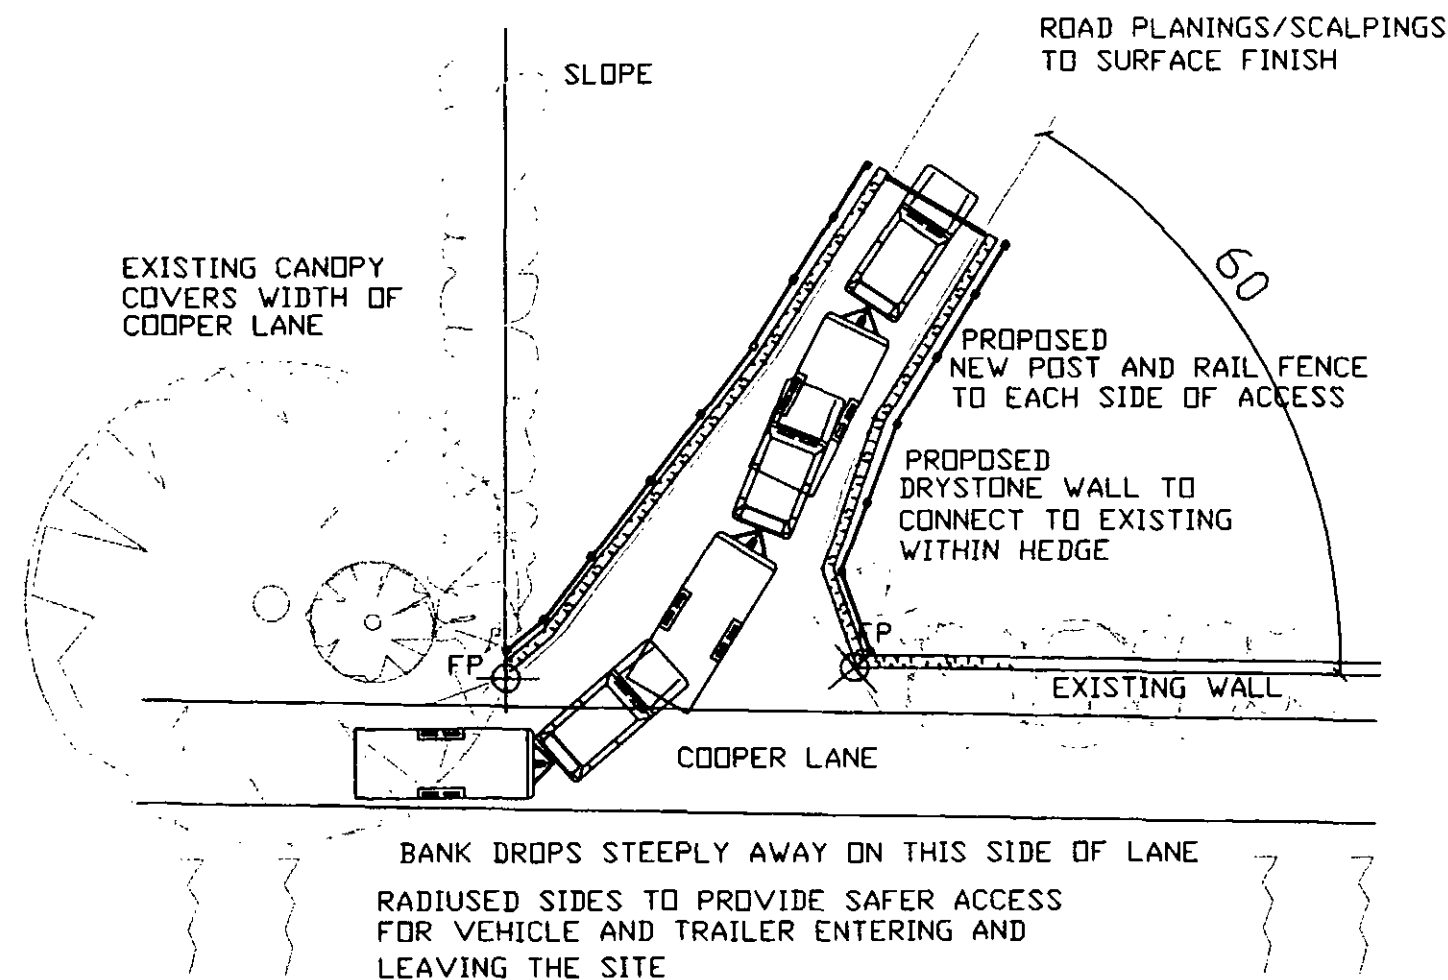 ROAD PLANINGS/SCALPINGS
TO SURFACE FINISH
SLOPE
EXISTING CANOPY
COVERS WIDTH OF
COOPER LANE
60
PROPOSED
NEW POST AND RAIL FENCE
TO EACH SIDE OF ACCESS
PROPOSED
DRYSTONE WALL TO
CONNECT TO EXISTING
WITHIN HEDGE
FP
FP
EXISTING WALL
COOPER LANE
BANK DROPS STEEPLY AWAY ON THIS SIDE OF LANE
RADIUSED SIDES TO PROVIDE SAFER ACCESS
FOR VEHICLE AND TRAILER ENTERING AND
LEAVING THE SITE